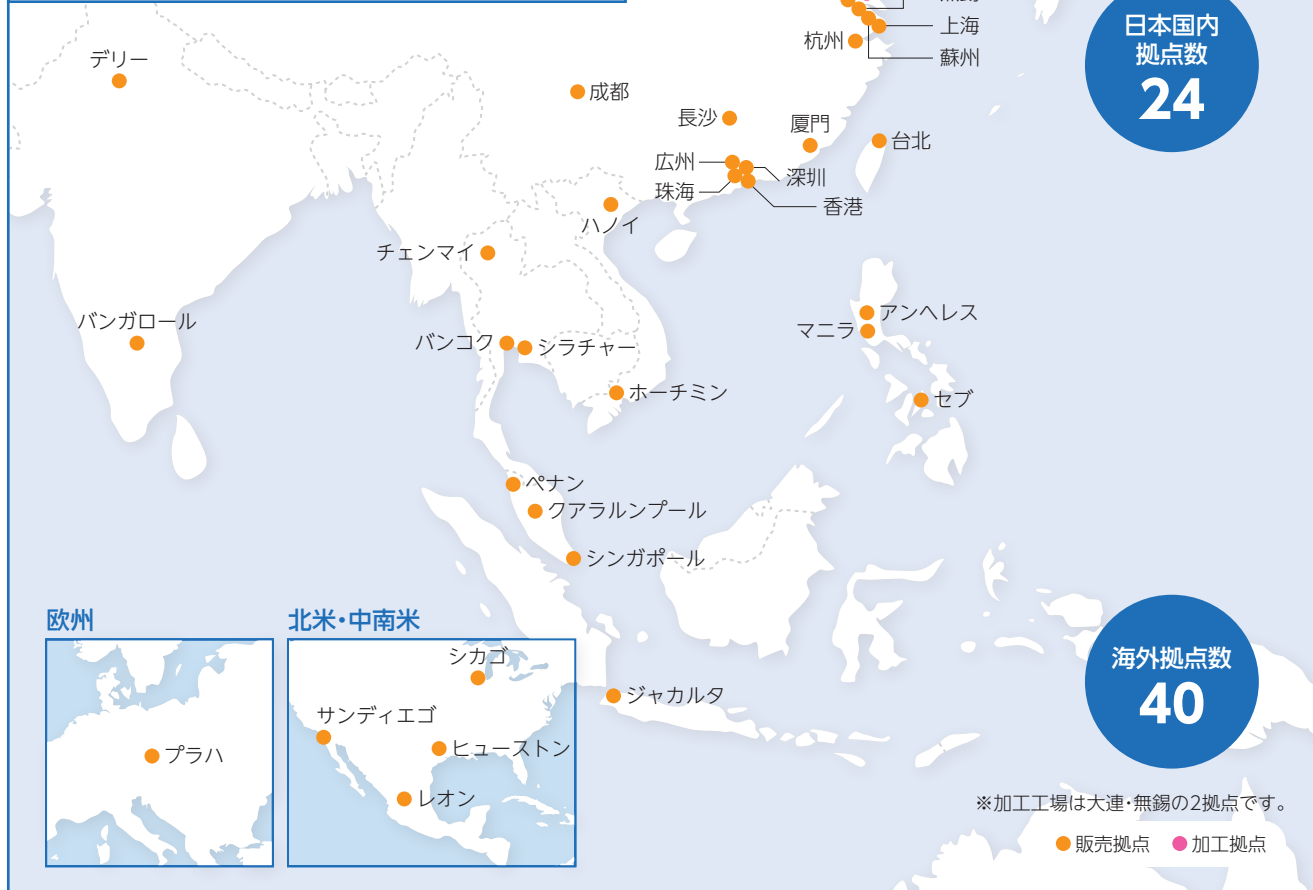 上海
杭州
蘇州
日本国内
拠点数
24
デリー
成都
長沙
厦門
台北
広州
深圳
珠海
香港
ハノイ
チェンマイ
アンヘレス
バンガロール
マニラ
バンコク
シラチャー
ホーチミン
セブ
ペナン
クアラルンプール
シンガポール
欧州
北米・中南米
シカゴ
海外拠点数
40
ジャカルタ
サンディエゴ
プラハ
ヒューストン
レオン
※加工工場は大連・無錫の2拠点です。
販売拠点
加工拠点